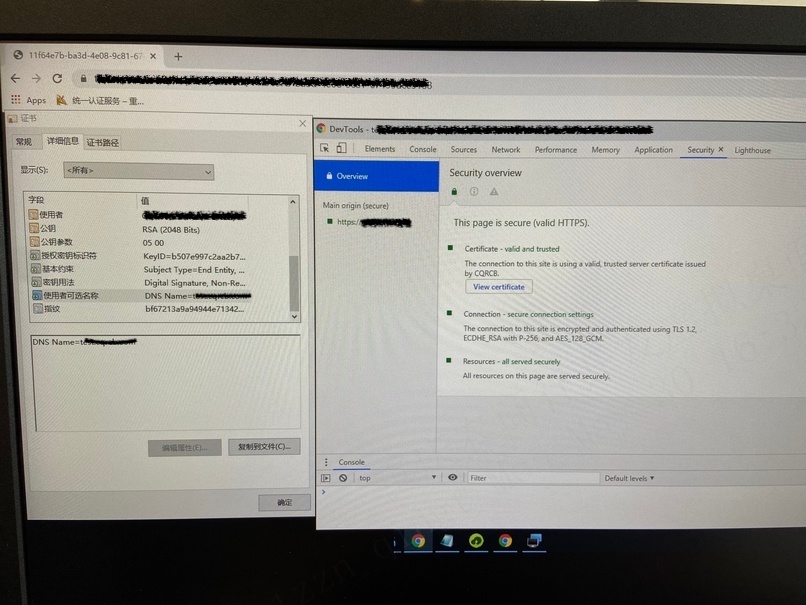 11f64e7b-ba3d-4e08-9c81-67
Apps
统一认证服务 – 重...
证书
常规
详细信息
证书路径
显示(S):
<所有>
字段
值
使用者
公钥
RSA (2048 Bits)
公钥参数
05 00
授权密钥标识符
KeyID=b507e997c2aa2b7...
基本约束
Subject Type=End Entity, ...
密钥用法
Digital Signature, Non-Re...
使用者可选名称
DNS Name=
指纹
bf67213a9a94944e71342...
DNS Name=
编辑属性(E)...
复制到文件(C)...
确定
DevTools -
Elements
Console
Sources
Network
Performance
Memory
Application
Security
Lighthouse
Overview
Main origin (secure)
https:/
Security overview
This page is secure (valid HTTPS).
Certificate - valid and trusted
The connection to this site is using a valid, trusted server certificate issued
by CQRCB.
View certificate
Connection - secure connection settings
The connection to this site is encrypted and authenticated using TLS 1.2,
ECDHE_RSA with P-256, and AES_128_GCM.
Resources - all served securely
All resources on this page are served securely.
Console
top
Filter
Default levels